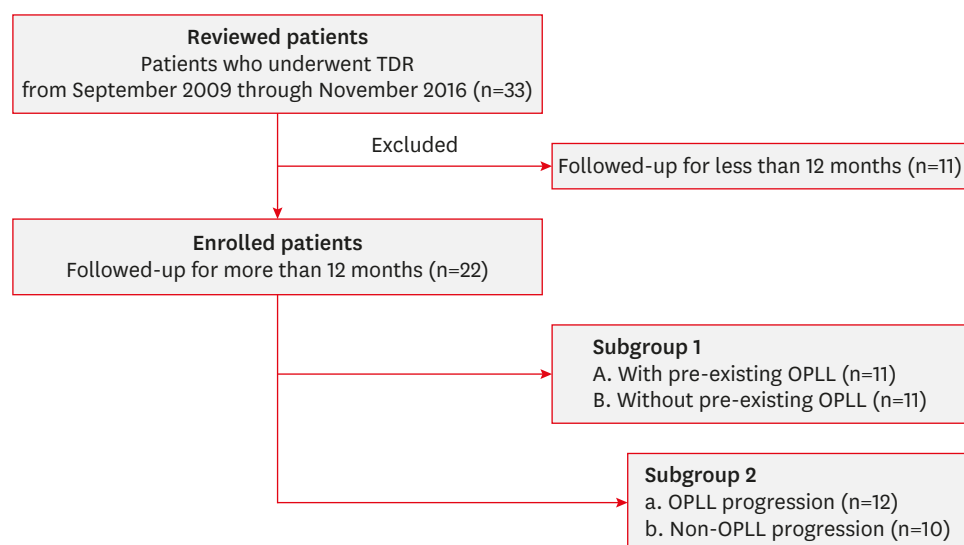 Reviewed patients
Patients who underwent TDR
from September 2009 through November 2016 (n=33)
Excluded
Followed-up for less than 12 months (n=11)
Enrolled patients
Followed-up for more than 12 months (n=22)
Subgroup 1
A. With pre-existing OPLL (n=11)
B. Without pre-existing OPLL (n=11)
Subgroup 2
a. OPLL progression (n=12)
b. Non-OPLL progression (n=10)